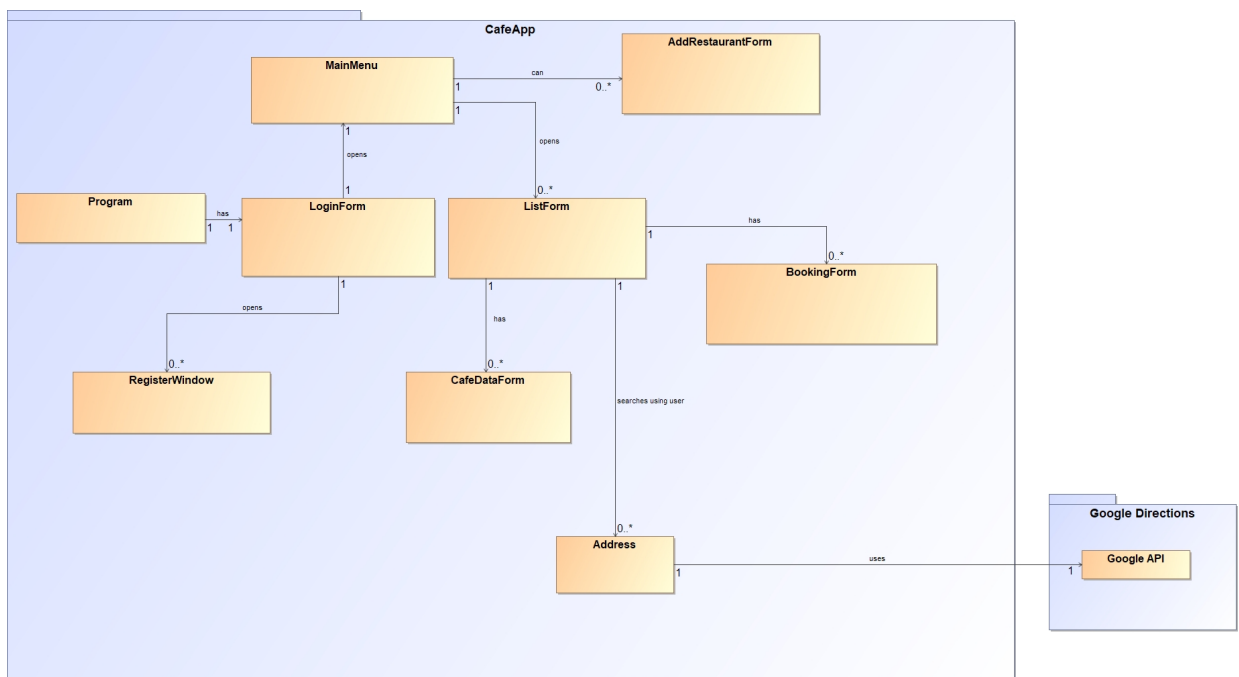 CafeApp
AddRestaurantForm
MainMenu
can
1
0..*
1
1
opens
opens
1
0..*
Program
LoginForm
ListForm
has
1
1
has
1
0..*
BookingForm
1
1
1
opens
has
0..*
0..*
RegisterWindow
CafeDataForm
searches using user
0..*
Address
uses
1
1
Google Directions
Google API